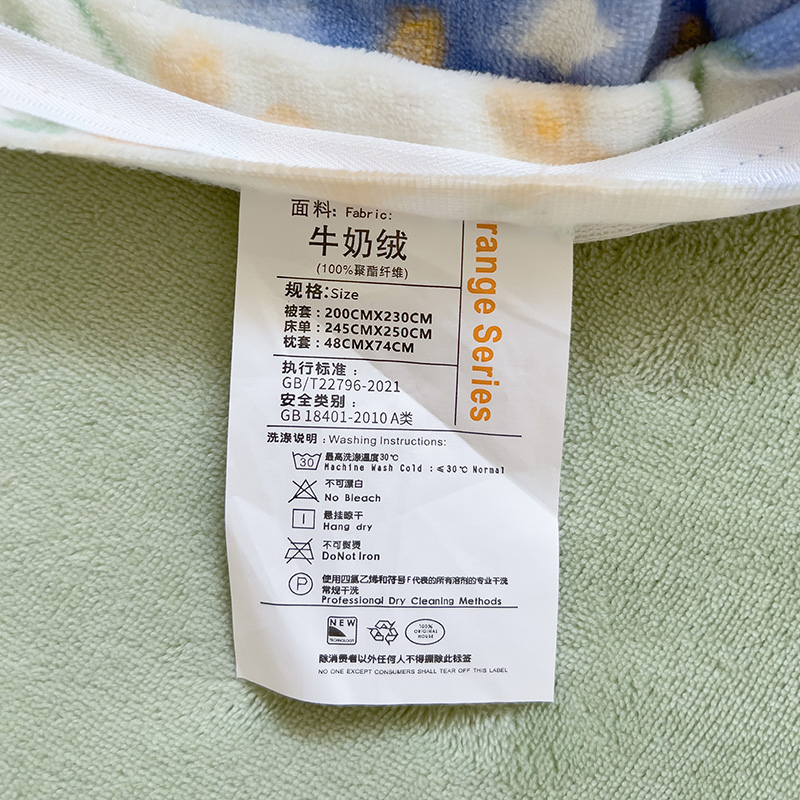 面料: Fabric:
牛奶绒
(100%聚酯纤维)
规格:Size
被套:200CMX230CM
床单:245CMX250CM
枕套:48CMX74CM
执行标准:
GB/T22796-2021
安全类别:
GB 18401-2010 A类
range Series
洗涤说明:Washing Instructions:
30
最高洗涤温度30℃
Machine Wash Cold :≤30℃ Normal
不可漂白
No Bleach
悬挂晾干
Hang dry
不可熨烫
DoNot Iron
P
使用四氯乙烯和符号F代表的所有溶剂的专业干洗
常规干洗
Professional Dry Cleaning Methods
NEW
TECHNOLOGY
100%
ORIGINAL
HOUSE
除消费者以外任何人不得撕除此标签
NO ONE EXCEPT CONSUMERS SHALL TEAR OFF THIS LABEL